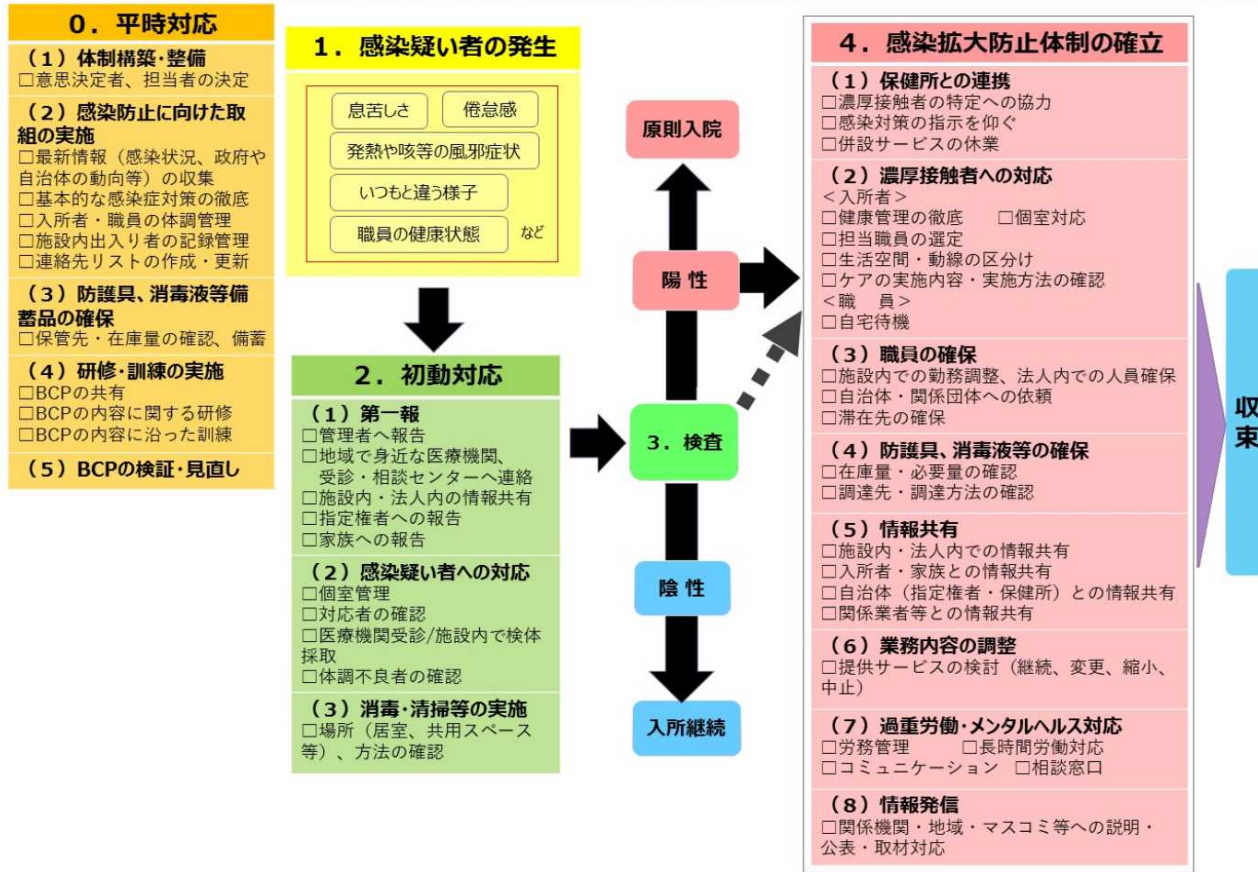 ０．平時対応
（１）体制構築・整備
□意思決定者、担当者の決定
（２）感染防止に向けた取
組の実施
□最新情報（感染状況、政府や
自治体の動向等）の収集
□基本的な感染症対策の徹底
□入所者・職員の体調管理
□施設内出入り者の記録管理
□連絡先リストの作成・更新
（３）防護具、消毒液等備
蓄品の確保
□保管先・在庫量の確認、備蓄
（４）研修・訓練の実施
□BCPの共有
□BCPの内容に関する研修
□BCPの内容に沿った訓練
（５）BCPの検証・見直し
１．感染疑い者の発生
息苦しさ
倦怠感
発熱や咳等の風邪症状
いつもと違う様子
職員の健康状態
など
２．初動対応
（１）第一報
□管理者へ報告
□地域で身近な医療機関、
受診・相談センターへ連絡
□施設内・法人内の情報共有
□指定権者への報告
□家族への報告
（２）感染疑い者への対応
□個室管理
□対応者の確認
□医療機関受診/施設内で検体
採取
□体調不良者の確認
（３）消毒・清掃等の実施
□場所（居室、共用スペース
等）、方法の確認
原則入院
陽 性
３．検査
陰 性
入所継続
４．感染拡大防止体制の確立
（１）保健所との連携
□濃厚接触者の特定への協力
□感染対策の指示を仰ぐ
□併設サービスの休業
（２）濃厚接触者への対応
＜入所者＞
□健康管理の徹底　□個室対応
□担当職員の選定
□生活空間・動線の区分け
□ケアの実施内容・実施方法の確認
＜職　員＞
□自宅待機
（３）職員の確保
□施設内での勤務調整、法人内での人員確保
□自治体・関係団体への依頼
□滞在先の確保
（４）防護具、消毒液等の確保
□在庫量・必要量の確認
□調達先・調達方法の確認
（５）情報共有
□施設内・法人内での情報共有
□入所者・家族との情報共有
□自治体（指定権者・保健所）との情報共有
□関係業者等との情報共有
（６）業務内容の調整
□提供サービスの検討（継続、変更、縮小、
中止）
（７）過重労働・メンタルヘルス対応
□労務管理　□長時間労働対応
□コミュニケーション　□相談窓口
（８）情報発信
□関係機関・地域・マスコミ等への説明・
公表・取材対応
収
束